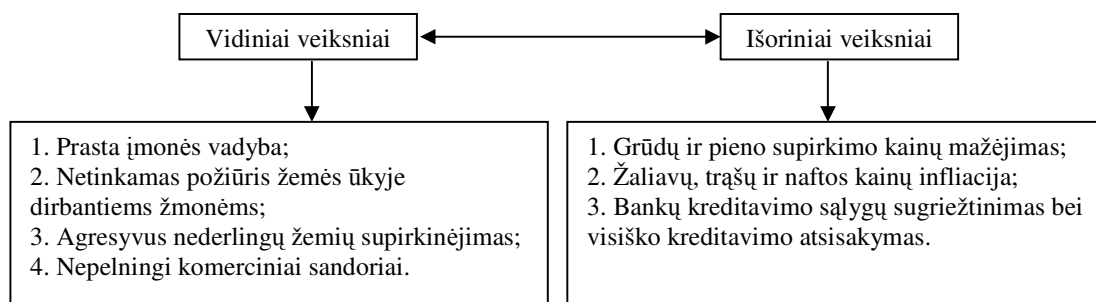 Vidiniai veiksniai
Išoriniai veiksniai
1. Prasta įmonės vadyba;
2. Netinkamas požiūris žemės ūkyje
dirbantiems žmonėms;
3. Agresyvus nederlingų žemių supirkinėjimas;
4. Nepelningi komerciniai sandoriai.
1. Grūdų ir pieno supirkimo kainų mažėjimas;
2. Žaliavų, trąšų ir naftos kainų infliacija;
3. Bankų kreditavimo sąlygų sugriežtinimas bei
visiško kreditavimo atsisakymas.